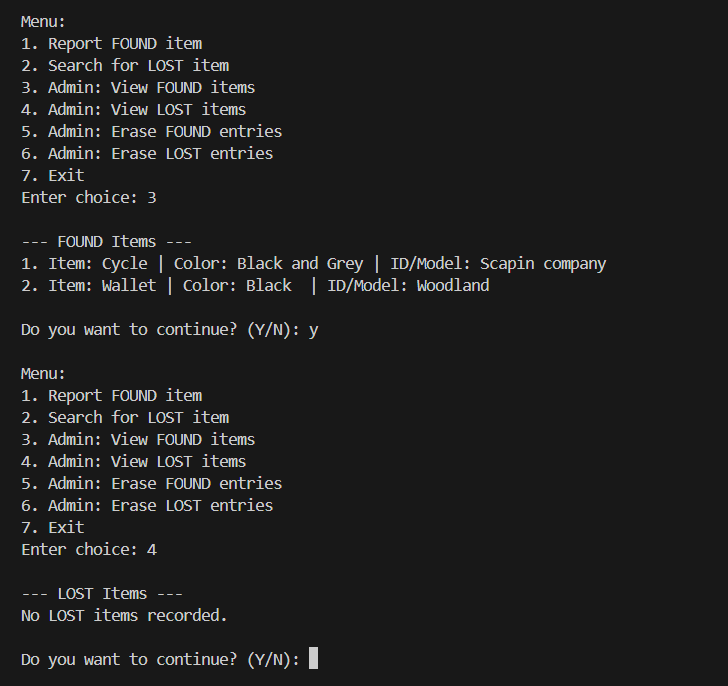 Menu:
1. Report FOUND item
2. Search for LOST item
3. Admin: View FOUND items
4. Admin: View LOST items
5. Admin: Erase FOUND entries
6. Admin: Erase LOST entries
7. Exit
Enter choice: 3
--- FOUND Items ---
1. Item: Cycle | Color: Black and Grey | ID/Model: Scapin company
2. Item: Wallet | Color: Black  | ID/Model: Woodland
Do you want to continue? (Y/N): y
Menu:
1. Report FOUND item
2. Search for LOST item
3. Admin: View FOUND items
4. Admin: View LOST items
5. Admin: Erase FOUND entries
6. Admin: Erase LOST entries
7. Exit
Enter choice: 4
--- LOST Items ---
No LOST items recorded.
Do you want to continue? (Y/N):